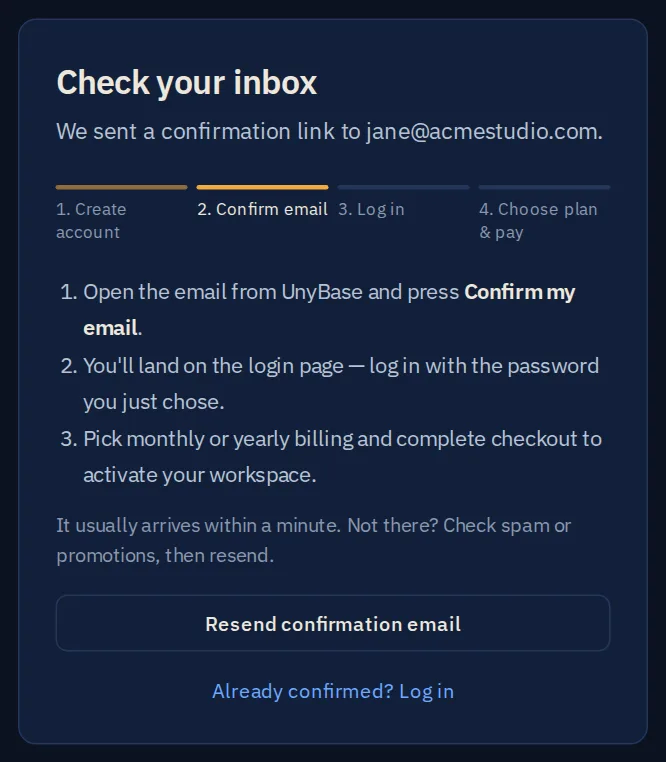 Check your inbox
We sent a confirmation link to jane@acmestudio.com.
1. Create
account
2. Confirm email
3. Log in
4. Choose plan
& pay
1. Open the email from UnyBase and press Confirm my
email.
2. You'll land on the login page — log in with the password
you just chose.
3. Pick monthly or yearly billing and complete checkout to
activate your workspace.
It usually arrives within a minute. Not there? Check spam or
promotions, then resend.
Resend confirmation email
Already confirmed? Log in